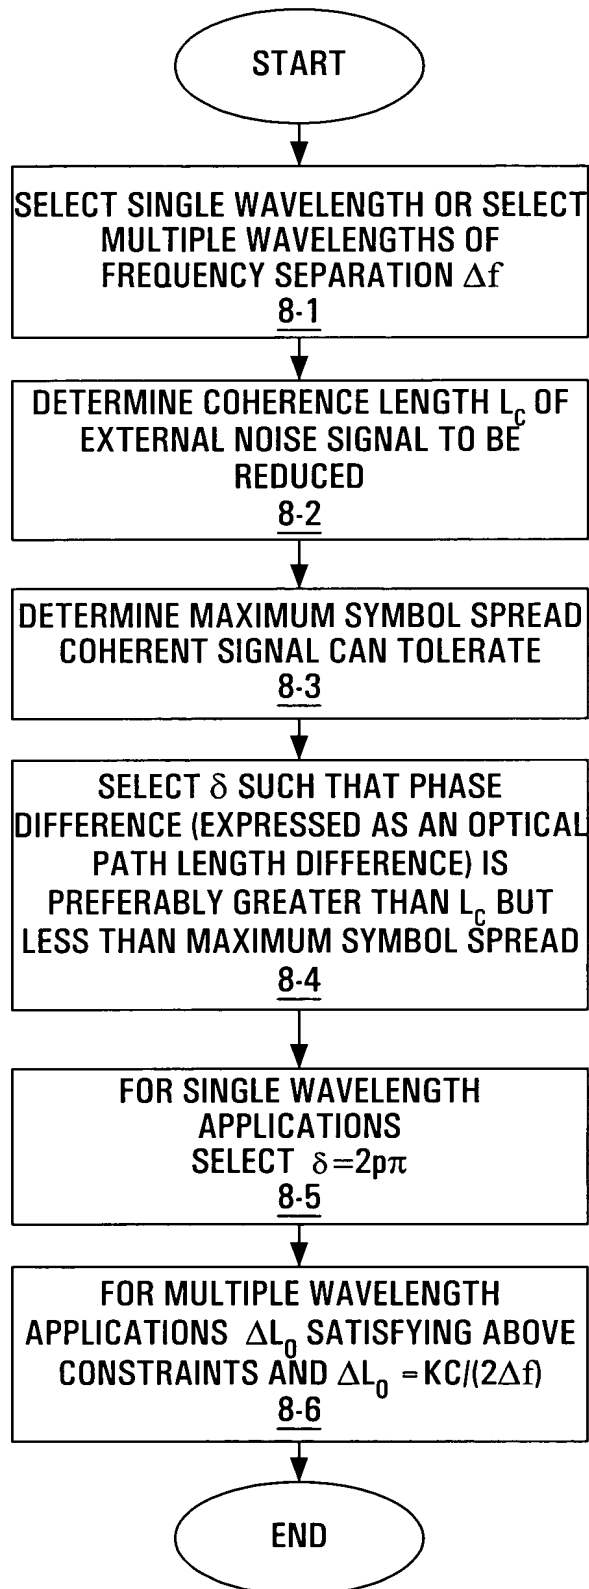 START
SELECT SINGLE WAVELENGTH OR SELECT
MULTIPLE WAVELENGTHS OF
FREQUENCY SEPARATION Δf
8-1
DETERMINE COHERENCE LENGTH L_C OF
EXTERNAL NOISE SIGNAL TO BE
REDUCED
8-2
DETERMINE MAXIMUM SYMBOL SPREAD
COHERENT SIGNAL CAN TOLERATE
8-3
SELECT δ SUCH THAT PHASE
DIFFERENCE (EXPRESSED AS AN OPTICAL
PATH LENGTH DIFFERENCE) IS
PREFERABLY GREATER THAN L_C BUT
LESS THAN MAXIMUM SYMBOL SPREAD
8-4
FOR SINGLE WAVELENGTH
APPLICATIONS
SELECT δ=2pπ
8-5
FOR MULTIPLE WAVELENGTH
APPLICATIONS ΔL_0 SATISFYING ABOVE
CONSTRAINTS AND ΔL_0 = KC/(2Δf)
8-6
END